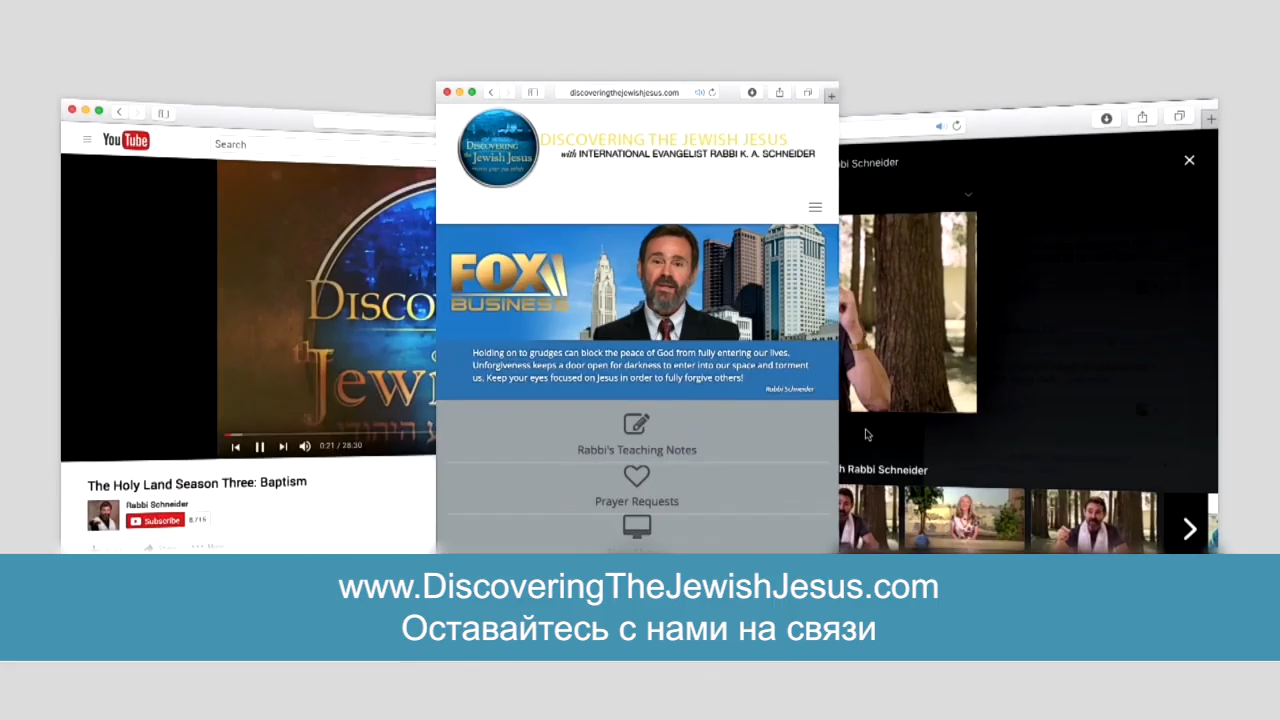 YouTube
Search
DISCOVERING
the JEWISH
0:21 / 28:30
The Holy Land Season Three: Baptism
Rabbi Schneider
Subscribe
8,716
discoveringthejewishjesus.com
DISCOVERING
the Jewish Jesus
DISCOVERING THE JEWISH JESUS
with INTERNATIONAL EVANGELIST RABBI K. A. SCHNEIDER
FOX
BUSINESS
Holding on to grudges can block the peace of God from fully entering our lives.
Unforgiveness keeps a door open for darkness to enter into our space and torment
us. Keep your eyes focused on Jesus in order to fully forgive others!
Rabbi Schneider
Rabbi's Teaching Notes
Prayer Requests
bi Schneider
h Rabbi Schneider
www.DiscoveringTheJewishJesus.com
Оставайтесь с нами на связи